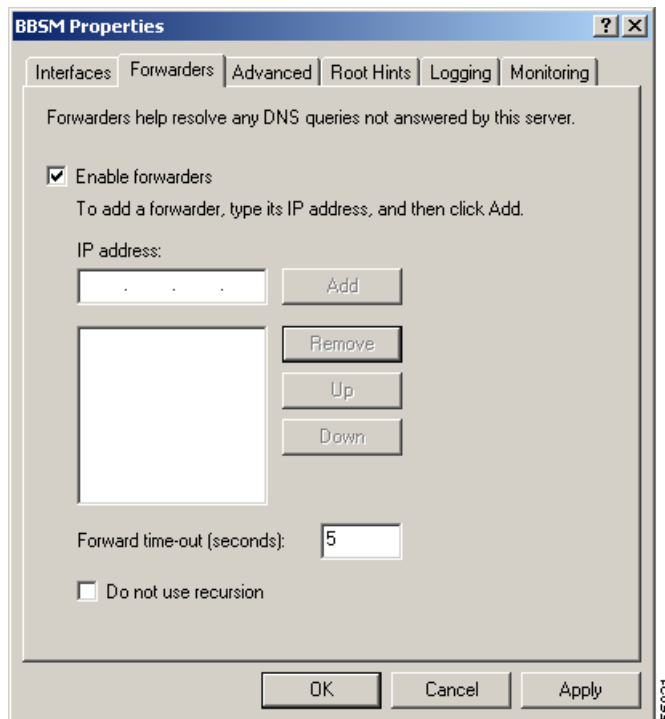 BBSM Properties
Interfaces Forwarders Advanced Root Hints Logging Monitoring
Forwarders help resolve any DNS queries not answered by this server.
Enable forwarders
To add a forwarder, type its IP address, and then click Add.
IP address:
. . . Add
Remove
Up
Down
Forward time-out (seconds): 5
Do not use recursion
OK Cancel Apply